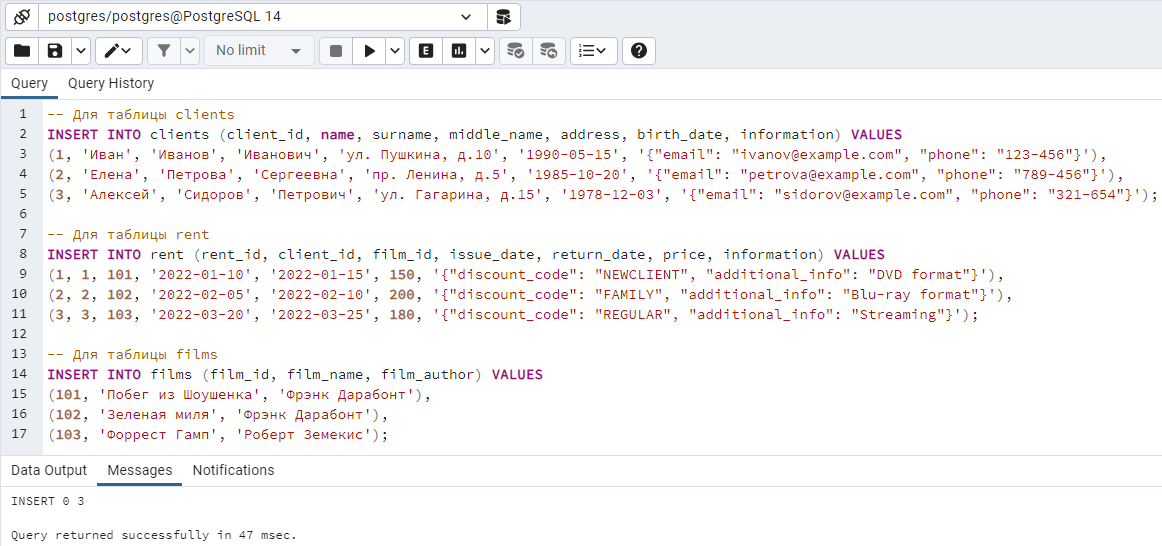 postgres/postgres@PostgreSQL 14
No limit
E
Query Query History
1 -- Для таблицы clients
2 INSERT INTO clients (client_id, name, surname, middle_name, address, birth_date, information) VALUES
3 (1, 'Иван', 'Иванов', 'Иванович', 'ул. Пушкина, д.10', '1990-05-15', '{"email": "ivanov@example.com", "phone": "123-456"}'),
4 (2, 'Елена', 'Петрова', 'Сергеевна', 'пр. Ленина, д.5', '1985-10-20', '{"email": "petrova@example.com", "phone": "789-456"}'),
5 (3, 'Алексей', 'Сидоров', 'Петрович', 'ул. Гагарина, д.15', '1978-12-03', '{"email": "sidorov@example.com", "phone": "321-654"}');
6
7 -- Для таблицы rent
8 INSERT INTO rent (rent_id, client_id, film_id, issue_date, return_date, price, information) VALUES
9 (1, 1, 101, '2022-01-10', '2022-01-15', 150, '{"discount_code": "NEWCLIENT", "additional_info": "DVD format"}'),
10 (2, 2, 102, '2022-02-05', '2022-02-10', 200, '{"discount_code": "FAMILY", "additional_info": "Blu-ray format"}'),
11 (3, 3, 103, '2022-03-20', '2022-03-25', 180, '{"discount_code": "REGULAR", "additional_info": "Streaming"}');
12
13 -- Для таблицы films
14 INSERT INTO films (film_id, film_name, film_author) VALUES
15 (101, 'Побег из Шоушенка', 'Фрэнк Дарабонт'),
16 (102, 'Зеленая миля', 'Фрэнк Дарабонт'),
17 (103, 'Форрест Гамп', 'Роберт Земекис');
Data Output Messages Notifications
INSERT 0 3
Query returned successfully in 47 msec.